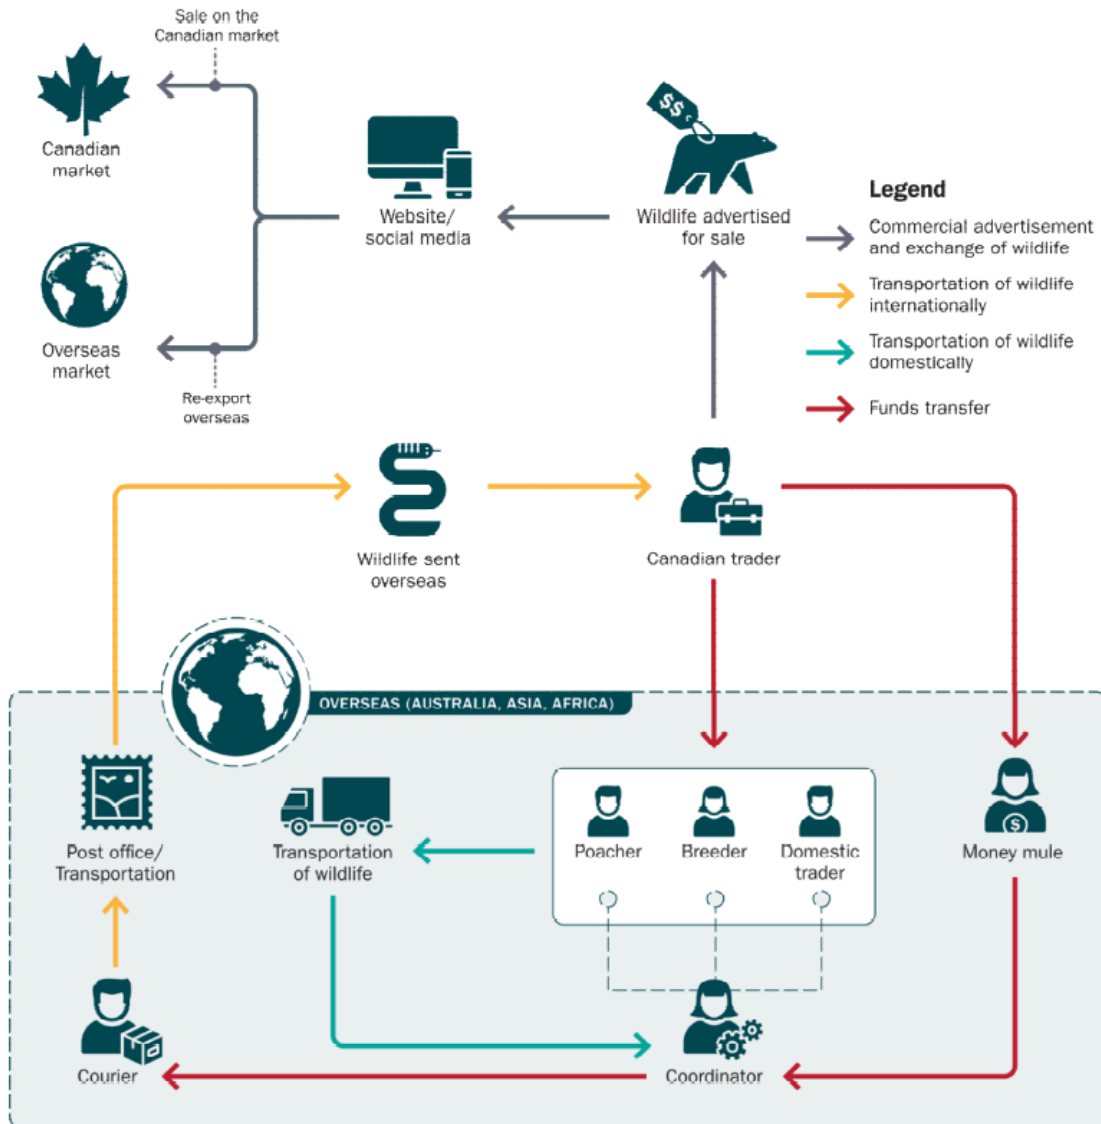 Sale on the
Canadian market
Canadian
market
Website/
social media
$$
Wildlife advertised
for sale
Legend
Commercial advertisement
and exchange of wildlife
Transportation of wildlife
internationally
Transportation of wildlife
domestically
Funds transfer
Overseas
market
Re-export
overseas
Wildlife sent
overseas
Canadian trader
OVERSEAS (AUSTRALIA, ASIA, AFRICA)
Post office/
Transportation
Transportation
of wildlife
Poacher
Breeder
Domestic
trader
$
Money mule
Courier
Coordinator